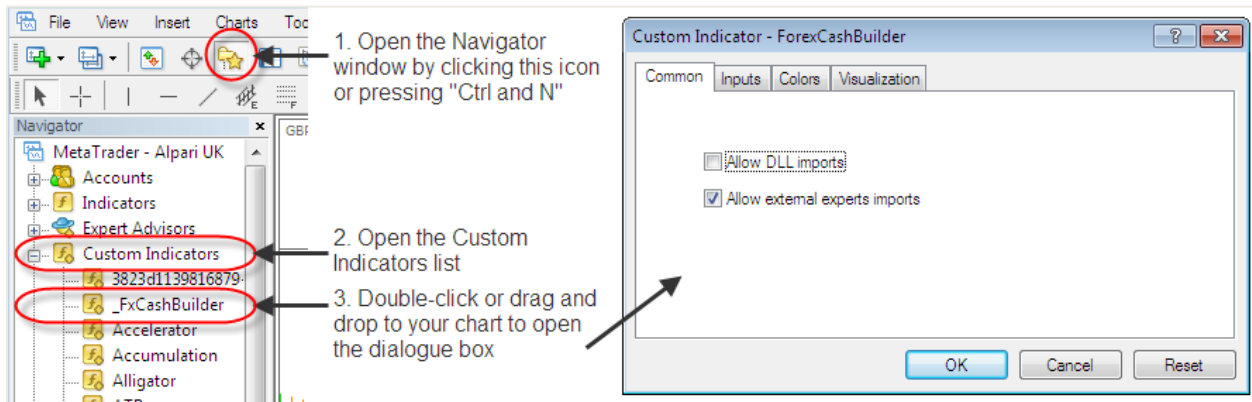 File View Insert Charts
Navigator
MetaTrader - Alpari UK
Accounts
Indicators
Expert Advisors
Custom Indicators
3823d1139816879-
_FxCashBuilder
Accelerator
Accumulation
Alligator
1. Open the Navigator
window by clicking this icon
or pressing "Ctrl and N"
2. Open the Custom
Indicators list
3. Double-click or drag and
drop to your chart to open
the dialogue box
Custom Indicator - ForexCashBuilder
Common Inputs Colors Visualization
Allow DLL imports
Allow external experts imports
OK Cancel Reset